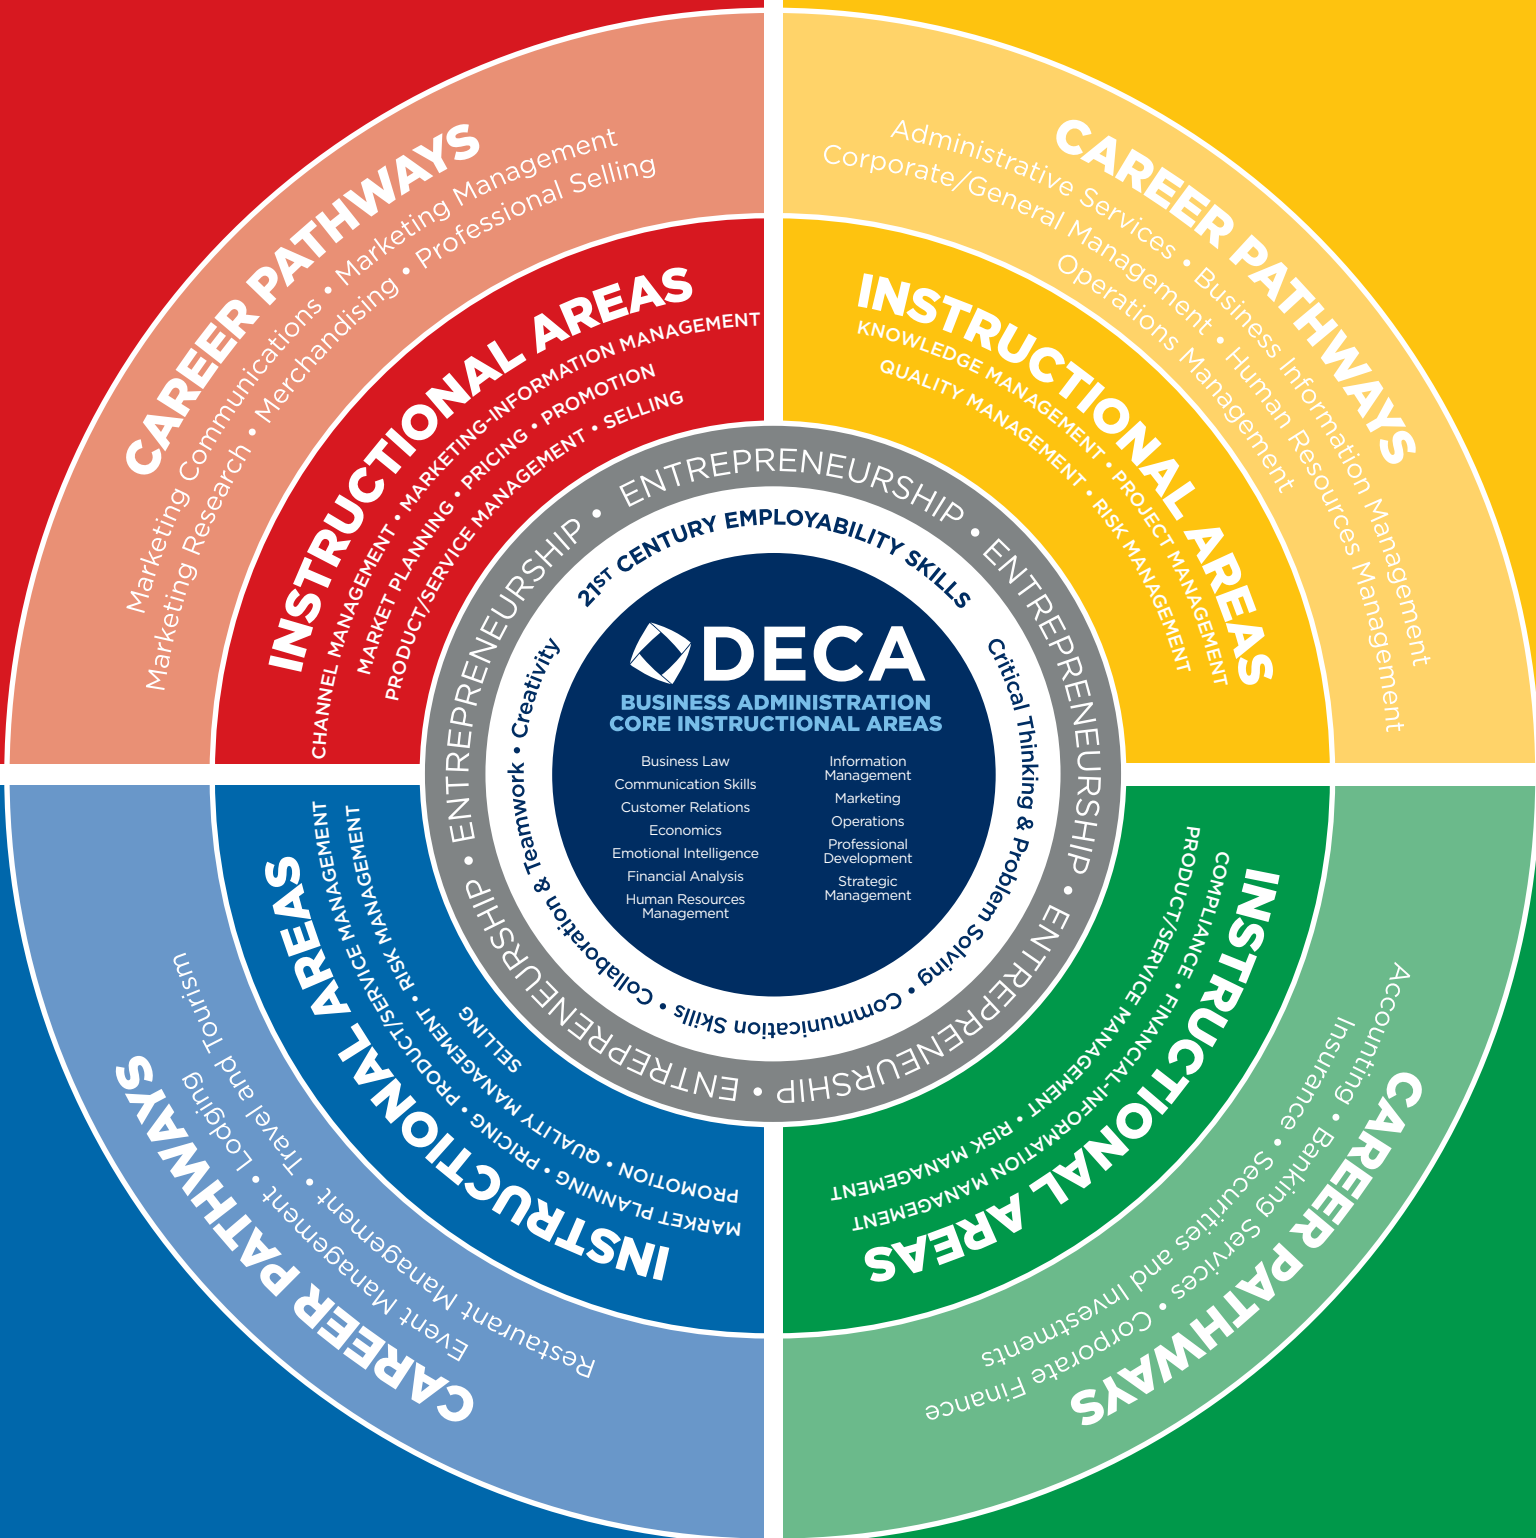 CAREER PATHWAYS
Marketing Communications • Marketing Management
Marketing Research • Merchandising • Professional Selling
INSTRUCTIONAL AREAS
CHANNEL MANAGEMENT • MARKETING-INFORMATION MANAGEMENT
MARKET PLANNING • PRICING • PROMOTION
PRODUCT/SERVICE MANAGEMENT • SELLING
CAREER PATHWAYS
Administrative Services • Business Information Management
Corporate/General Management • Human Resources Management
Operations Management
INSTRUCTIONAL AREAS
KNOWLEDGE MANAGEMENT • PROJECT MANAGEMENT
QUALITY MANAGEMENT • RISK MANAGEMENT
ENTREPRENEURSHIP • ENTREPRENEURSHIP • ENTREPRENEURSHIP • ENTREPRENEURSHIP • ENTREPRENEURSHIP •
21ST CENTURY EMPLOYABILITY SKILLS
Critical Thinking & Problem Solving • Communication Skills • Collaboration & Teamwork • Creativity
DECA
BUSINESS ADMINISTRATION
CORE INSTRUCTIONAL AREAS
Business Law
Communication Skills
Customer Relations
Economics
Emotional Intelligence
Financial Analysis
Human Resources
Management
Information
Management
Marketing
Operations
Professional
Development
Strategic
Management
INSTRUCTIONAL AREAS
MARKET PLANNING • PRICING • PRODUCT/SERVICE MANAGEMENT
PROMOTION • QUALITY MANAGEMENT • RISK MANAGEMENT
SELLING
CAREER PATHWAYS
Event Management • Lodging
Restaurant Management • Travel and Tourism
INSTRUCTIONAL AREAS
COMPLIANCE • FINANCIAL-INFORMATION MANAGEMENT
PRODUCT/SERVICE MANAGEMENT • RISK MANAGEMENT
CAREER PATHWAYS
Accounting • Banking Services • Corporate Finance
Insurance • Securities and Investments